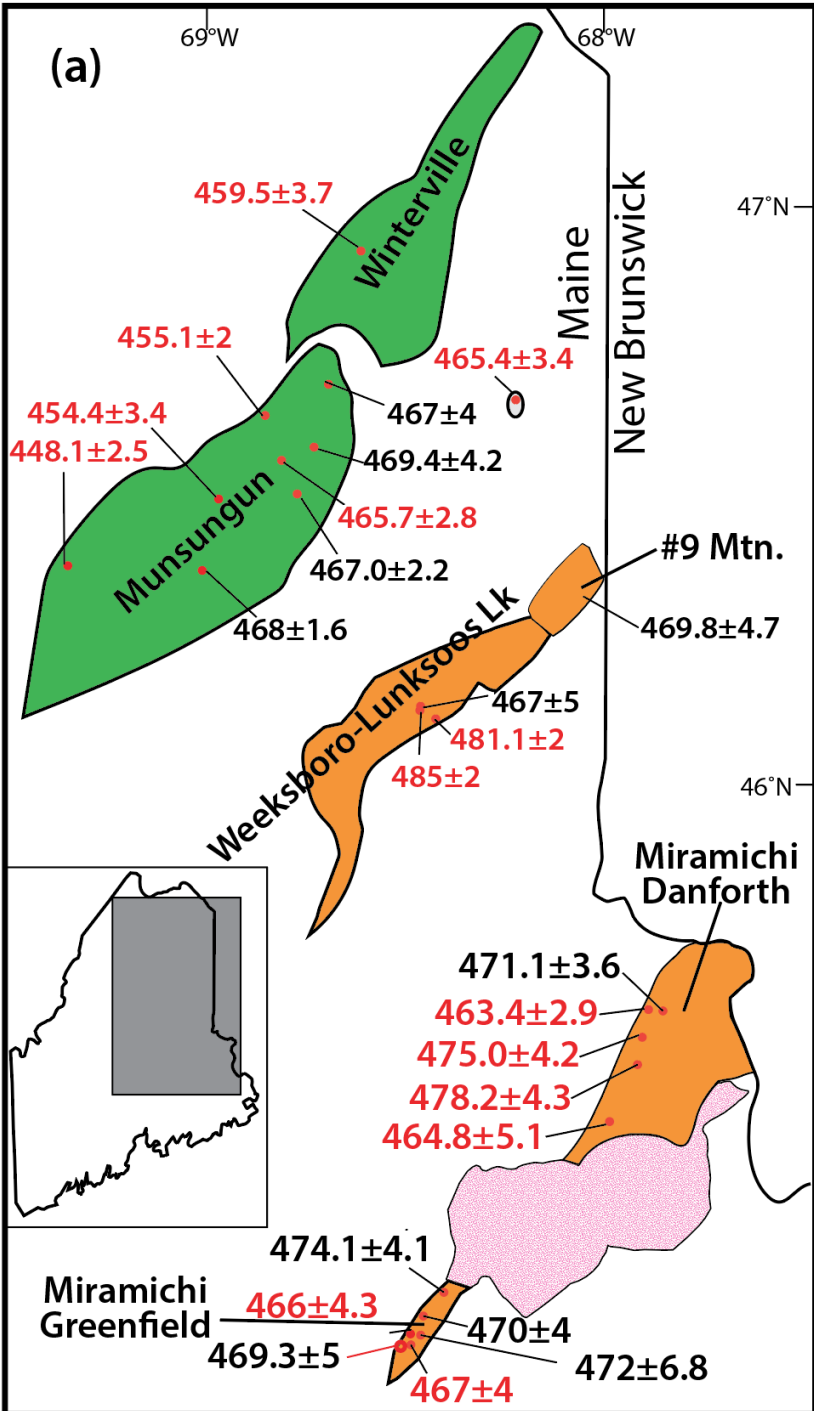 69°W
68°W
(a)
Winterville
459.5±3.7
47°N
Maine
New Brunswick
455.1±2
465.4±3.4
467±4
454.4±3.4
448.1±2.5
469.4±4.2
465.7±2.8
Munsungun
467.0±2.2
468±1.6
#9 Mtn.
469.8±4.7
Weeksboro-Lunksoos Lk
467±5
481.1±2
485±2
46°N
Miramichi
Danforth
471.1±3.6
463.4±2.9
475.0±4.2
478.2±4.3
464.8±5.1
474.1±4.1
Miramichi
Greenfield
466±4.3
470±4
469.3±5
472±6.8
467±4